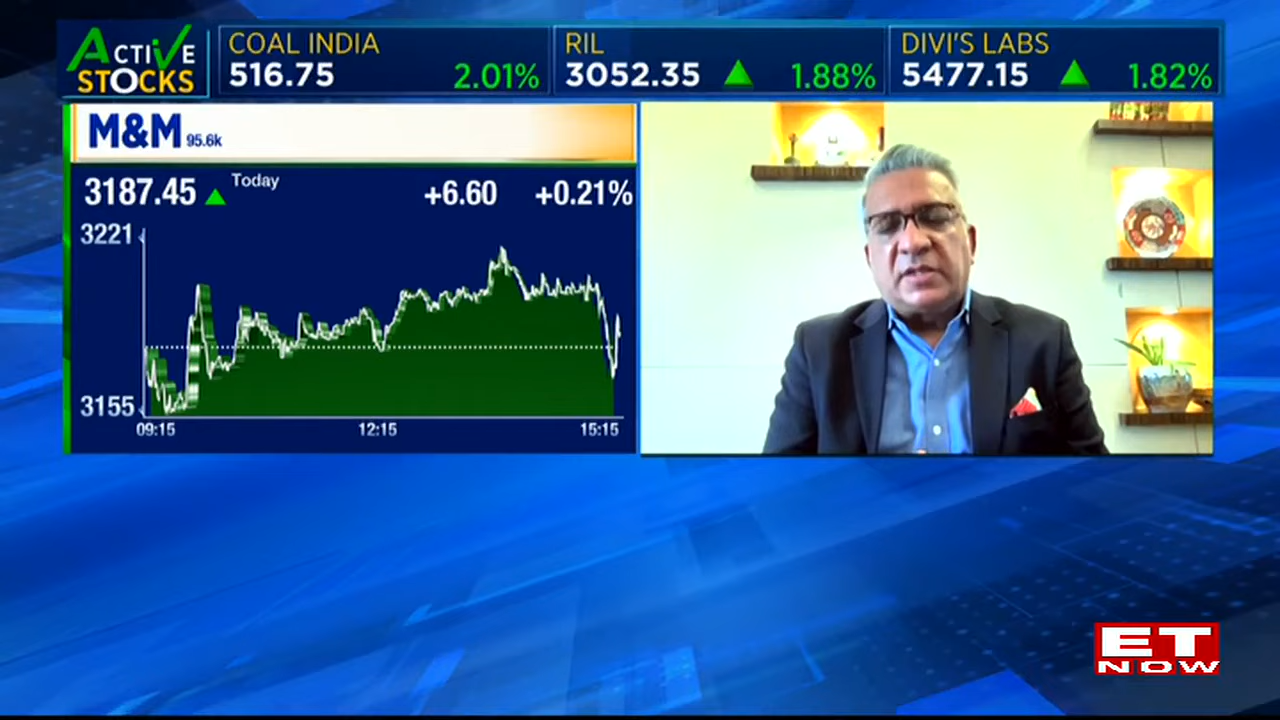 ACTIVE
STOCKS
COAL INDIA
516.75 2.01%
RIL
3052.35 1.88%
DIVI'S LABS
5477.15 1.82%
M&M 95.6k
3187.45 Today +6.60 +0.21%
3221
3155
09:15 12:15 15:15
ET
NOW